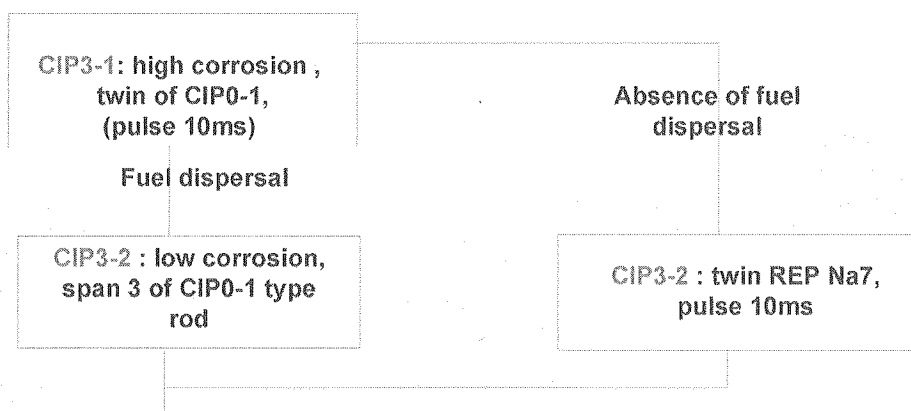 CIP3-1: high corrosion ,
twin of CIP0-1,
(pulse 10ms)
Absence of fuel
dispersal
Fuel dispersal
CIP3-2 : low corrosion,
span 3 of CIP0-1 type
rod
CIP3-2 : twin REP Na7,
pulse 10ms